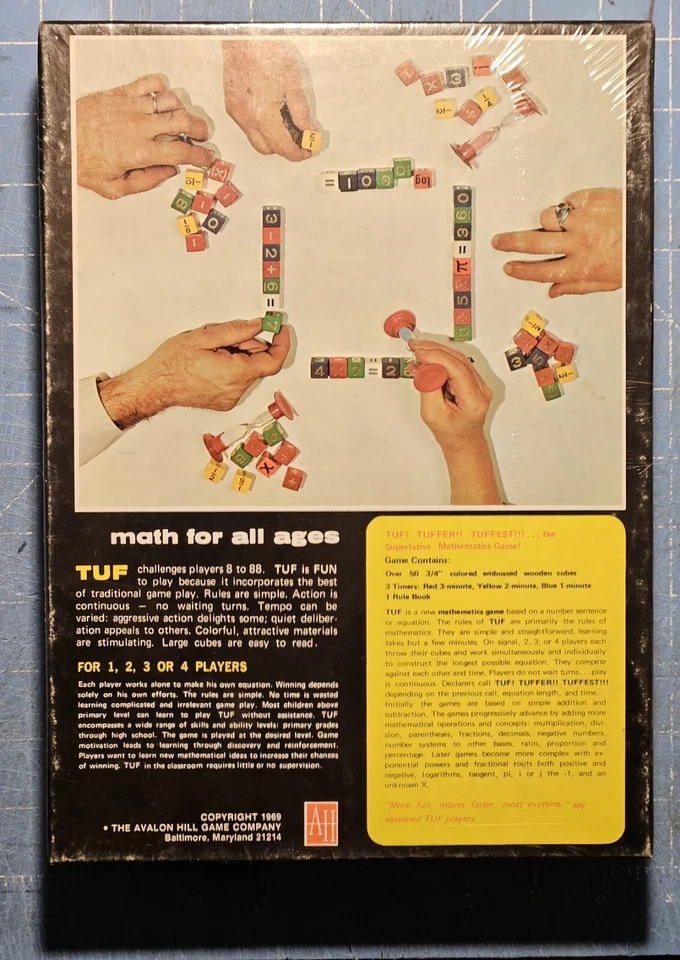 math for all ages
TUF challenges players 8 to 88. TUF is FUN
to play because it incorporates the best
of traditional game play. Rules are simple. Action is
continuous — no waiting turns. Tempo can be
varied: aggressive action delights some; quiet deliber-
ation appeals to others. Colorful, attractive materials
are stimulating. Large cubes are easy to read.
FOR 1, 2, 3 OR 4 PLAYERS
Each player works alone to make his own equation. Winning depends
solely on his own efforts. The rules are simple. No time is wasted
learning complicated and irrelevant game play. Most children above
primary level can learn to play TUF without assistance. TUF
encompasses a wide range of skills and ability levels: primary grades
through high school. The game is played at the desired level. Game
motivation leads to learning through discovery and reinforcement.
Players want to learn new mathematical ideas to increase their chances
of winning. TUF in the classroom requires little or no supervision.
COPYRIGHT 1969
• THE AVALON HILL GAME COMPANY
Baltimore, Maryland 21214
AH
TUF! TUFFER!! TUFFEST!!! . . . the
Superlative Mathematics Game!
Game Contains:
Over 50 3/4" colored embossed wooden cubes
3 Timers: Red 3-minute, Yellow 2-minute, Blue 1-minute
1 Rule Book
TUF is a new mathematics game based on a number sentence
or equation. The rules of TUF are primarily the rules of
mathematics. They are simple and straightforward, learning
takes but a few minutes. On signal, 2, 3, or 4 players each
throw their cubes and work simultaneously and individually
to construct the longest possible equation. They compete
against each other and time. Players do not wait turns. . . play
is continuous. Declarers call TUF! TUFFER!! TUFFEST!!!
depending on the previous call, equation length, and time.
Initially the games are based on simple addition and
subtraction. The games progressively advance by adding more
mathematical operations and concepts: multiplication, divi-
sion, parentheses, fractions, decimals, negative numbers,
number systems to other bases, ratio, proportion and
percentage. Later games become more complex with ex-
ponential powers and fractional roots both positive and
negative, logarithms, tangent, pi, i or j the -1, and an
unknown X.
"More fun, moves faster, most exciting," say
seasoned TUF players.
= 1 0 0 log
3 - 2 + 6 = 7
0 6 3 = π
4 7 = 2